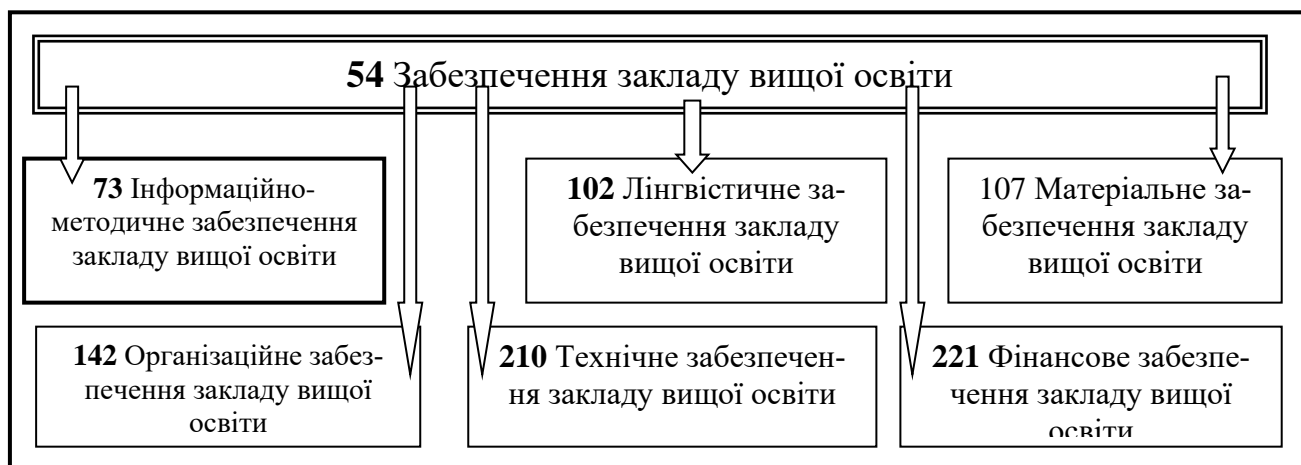 54 Забезпечення закладу вищої освіти
73 Інформаційно-
методичне забезпечення
закладу вищої освіти
102 Лінгвістичне за-
безпечення закладу
вищої освіти
107 Матеріальне за-
безпечення закладу
вищої освіти
142 Організаційне забез-
печення закладу вищої
освіти
210 Технічне забезпечен-
ня закладу вищої освіти
221 Фінансове забезпе-
чення закладу вищої
освіти